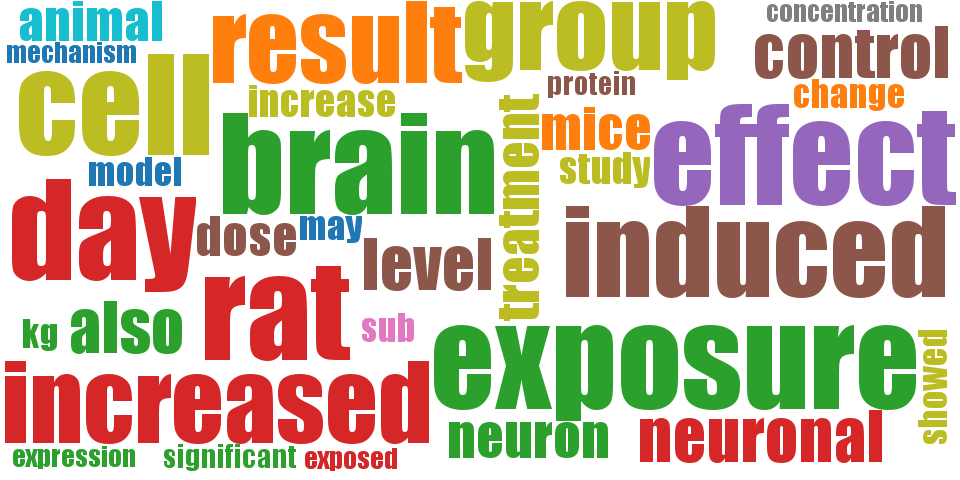 animal
result
group
concentration
mechanism
control
cell
increase
protein
change
brain
treatment
mice
effect
model
study
day
dose
may
level
induced
rat
kg
also
sub
exposure
increased
showed
neuron
neuronal
expression
significant
exposed